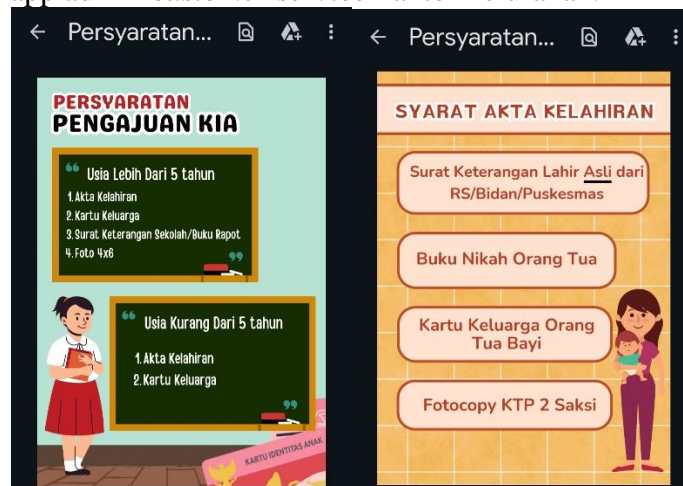 Persyaratan...
PERSYARATAN
PENGAJUAN KIA
Usia Lebih Dari 5 tahun
1.Akta Kelahiran
2.Kartu Keluarga
3.Surat Keterangan Sekolah/Buku Rapot
4.Foto 4x6
Usia Kurang Dari 5 tahun
1.Akta Kelahiran
2.Kartu Keluarga
KARTU IDENTITAS ANAK
Persyaratan...
SYARAT AKTA KELAHIRAN
Surat Keterangan Lahir Asli dari
RS/Bidan/Puskesmas
Buku Nikah Orang Tua
Kartu Keluarga Orang
Tua Bayi
Fotocopy KTP 2 Saksi